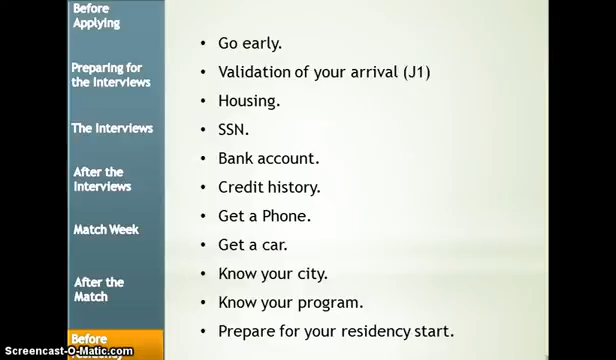 Before
Applying
Preparing for
the Interviews
The Interviews
After the
Interviews
Match Week
After the
Match
Before
• Go early.
• Validation of your arrival (J1)
• Housing.
• SSN.
• Bank account.
• Credit history.
• Get a Phone.
• Get a car.
• Know your city.
• Know your program.
• Prepare for your residency start.
Screencast-O-Matic.com